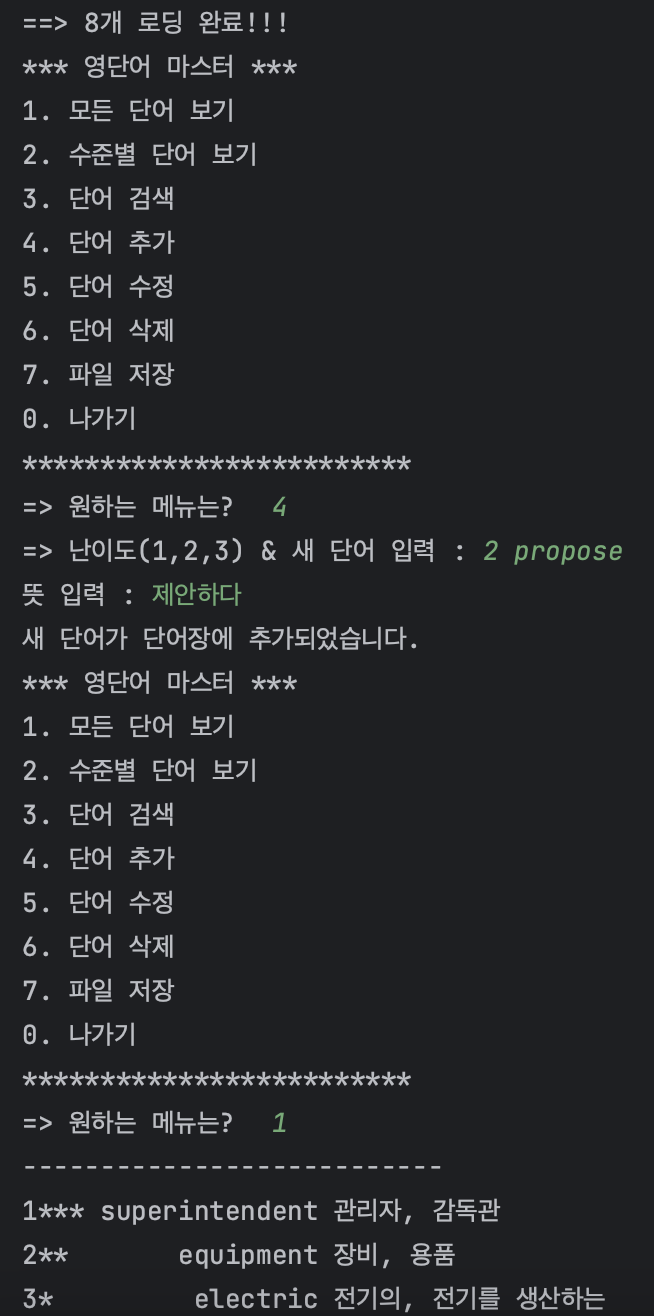 ==> 8개 로딩 완료!!!
*** 영단어 마스터 ***
1. 모든 단어 보기
2. 수준별 단어 보기
3. 단어 검색
4. 단어 추가
5. 단어 수정
6. 단어 삭제
7. 파일 저장
0. 나가기
*************************
=> 원하는 메뉴는?  4
=> 난이도(1,2,3) & 새 단어 입력 : 2 propose
뜻 입력 : 제안하다
새 단어가 단어장에 추가되었습니다.
*** 영단어 마스터 ***
1. 모든 단어 보기
2. 수준별 단어 보기
3. 단어 검색
4. 단어 추가
5. 단어 수정
6. 단어 삭제
7. 파일 저장
0. 나가기
*************************
=> 원하는 메뉴는?  1
---------------------------
1*** superintendent 관리자, 감독관
2**       equipment 장비, 용품
3*         electric 전기의, 전기를 생산하는